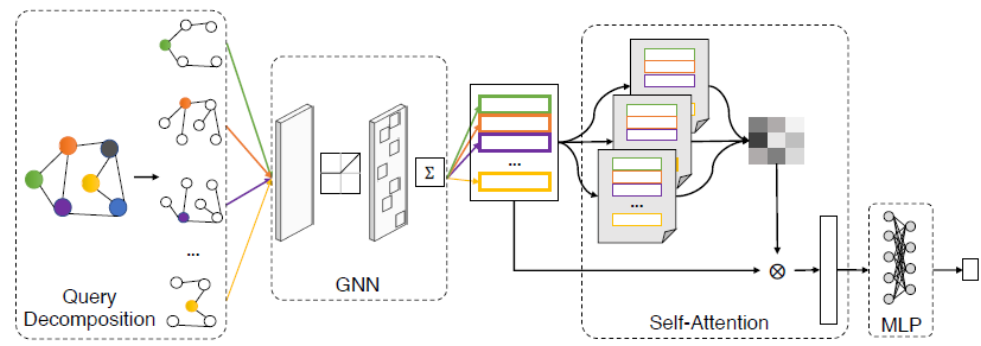 ...
Query
Decomposition
GNN
Σ
...
...
Self-Attention
⊗
MLP